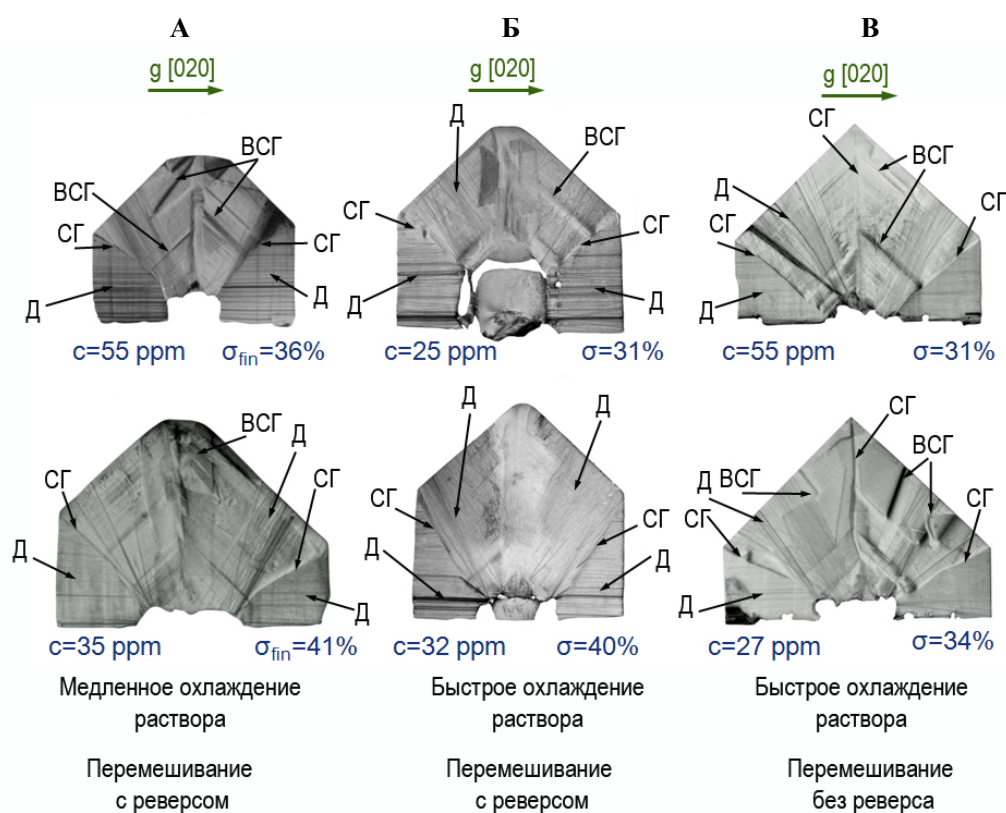 А
Б
В
g [020]
g [020]
g [020]
ВСГ
ВСГ
СГ
СГ
Д
Д
Д
ВСГ
СГ
СГ
Д
Д
СГ
ВСГ
Д
СГ
СГ
Д
c=55 ppm
σfin=36%
c=25 ppm
σ=31%
c=55 ppm
σ=31%
ВСГ
Д
СГ
СГ
Д
Д
Д
Д
СГ
СГ
Д
Д
СГ
ВСГ
ВСГ
Д
СГ
СГ
Д
c=35 ppm
σfin=41%
c=32 ppm
σ=40%
c=27 ppm
σ=34%
Медленное охлаждение
раствора
Быстрое охлаждение
раствора
Быстрое охлаждение
раствора
Перемешивание
с реверсом
Перемешивание
с реверсом
Перемешивание
без реверса